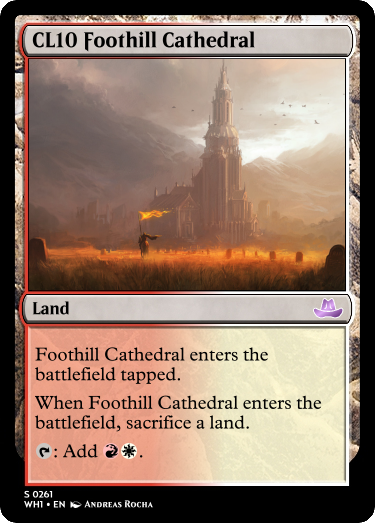 CL10 Foothill Cathedral
Land
Foothill Cathedral enters the
battlefield tapped.
When Foothill Cathedral enters the
battlefield, sacrifice a land.
: Add .
S 0261
WH1 • EN Andreas Rocha